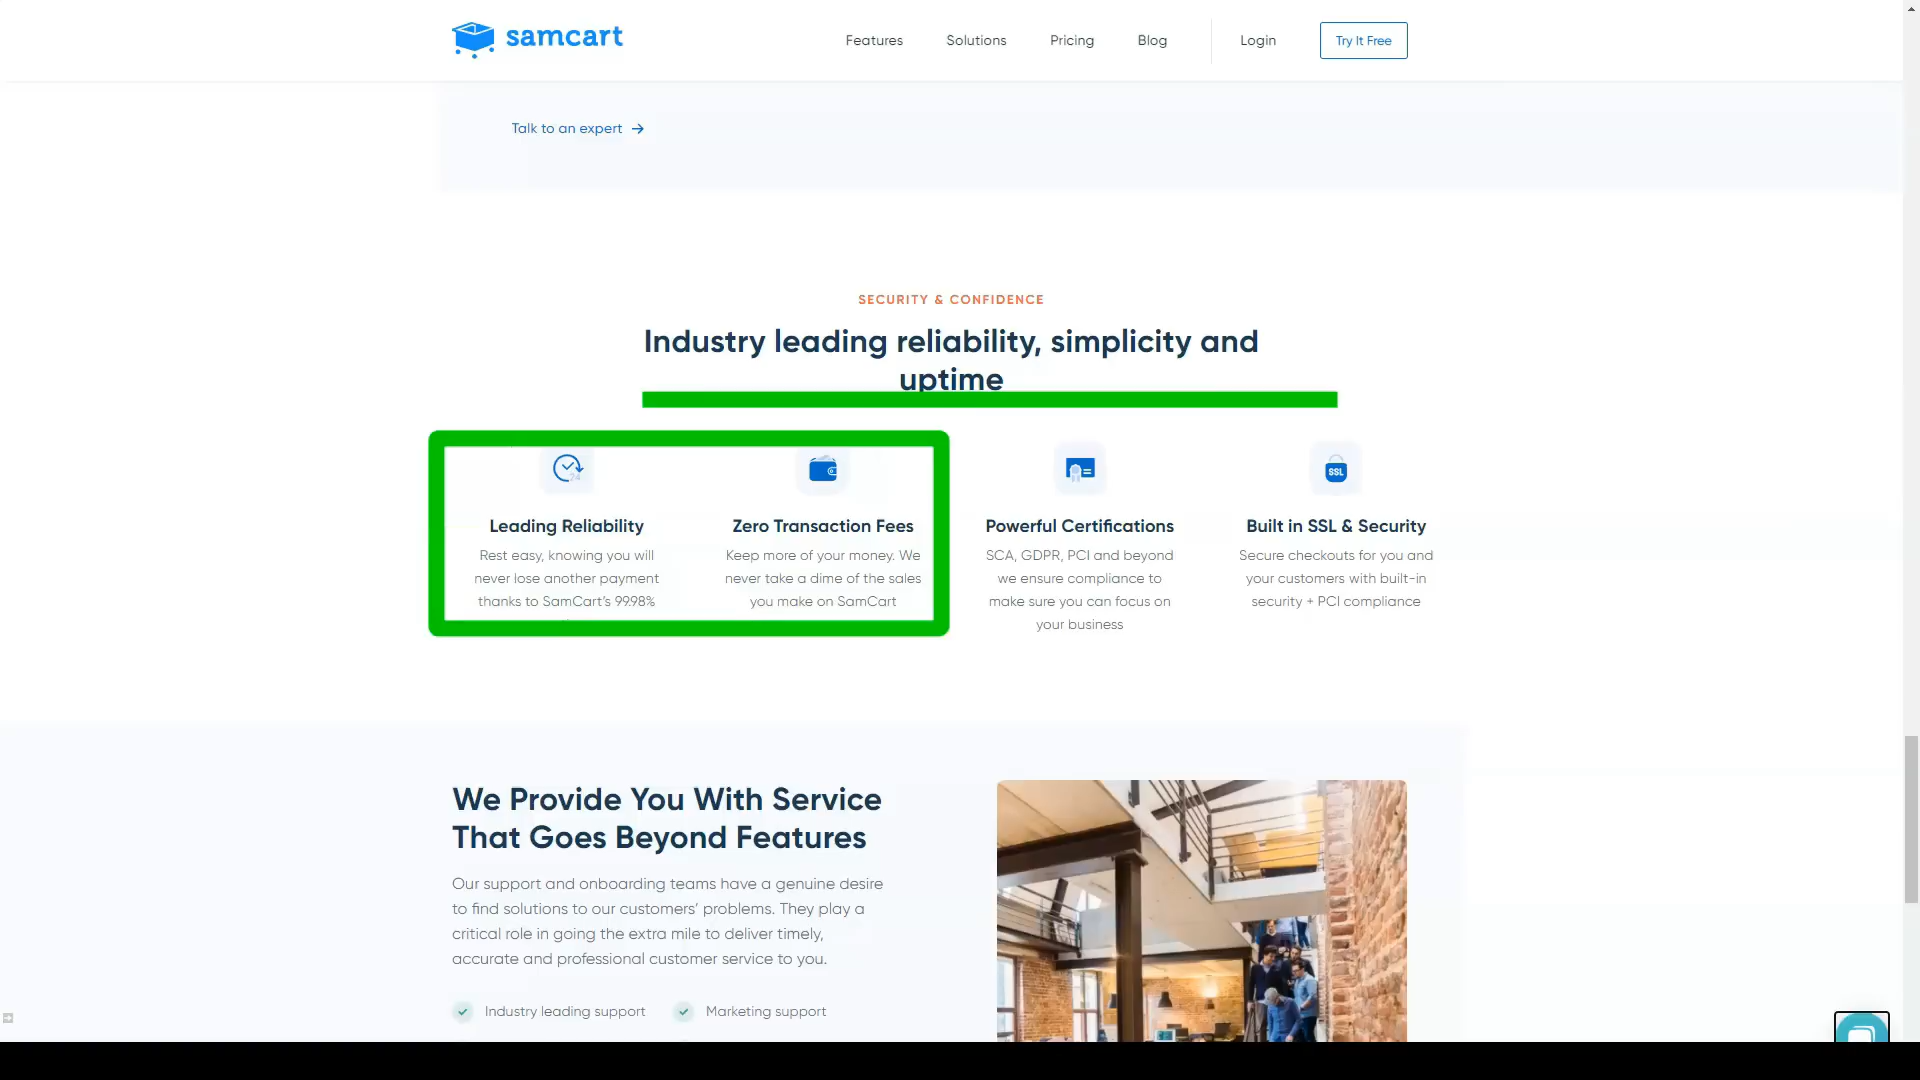 samcart
Features
Solutions
Pricing
Blog
Login
Try It Free
Talk to an expert
SECURITY & CONFIDENCE
Industry leading reliability, simplicity and
uptime
24
SSL
Leading Reliability
Rest easy, knowing you will
never lose another payment
thanks to SamCart's 99.98%
Zero Transaction Fees
Keep more of your money. We
never take a dime of the sales
you make on SamCart
Powerful Certifications
SCA, GDPR, PCI and beyond
we ensure compliance to
make sure you can focus on
your business
Built in SSL & Security
Secure checkouts for you and
your customers with built-in
security + PCI compliance
We Provide You With Service
That Goes Beyond Features
Our support and onboarding teams have a genuine desire
to find solutions to our customers' problems. They play a
critical role in going the extra mile to deliver timely,
accurate and professional customer service to you.
Industry leading support
Marketing support